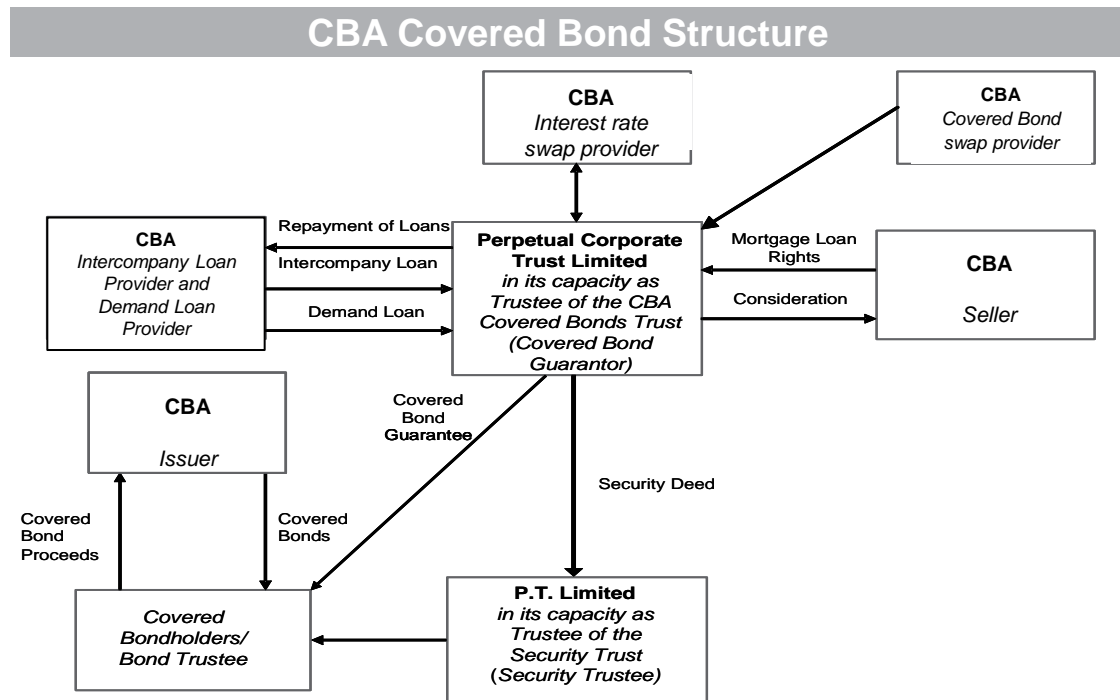 CBA Covered Bond Structure
CBA
Interest rate
swap provider
CBA
Covered Bond
swap provider
CBA
Intercompany Loan
Provider and
Demand Loan
Provider
Repayment of Loans
Intercompany Loan
Demand Loan
Perpetual Corporate
Trust Limited
in its capacity as
Trustee of the CBA
Covered Bonds Trust
(Covered Bond
Guarantor)
Mortgage Loan
Rights
Consideration
CBA
Seller
CBA
Issuer
Covered
Bond
Guarantee
Security Deed
Covered
Bond
Proceeds
Covered
Bonds
Covered
Bondholders/
Bond Trustee
P.T. Limited
in its capacity as
Trustee of the
Security Trust
(Security Trustee)